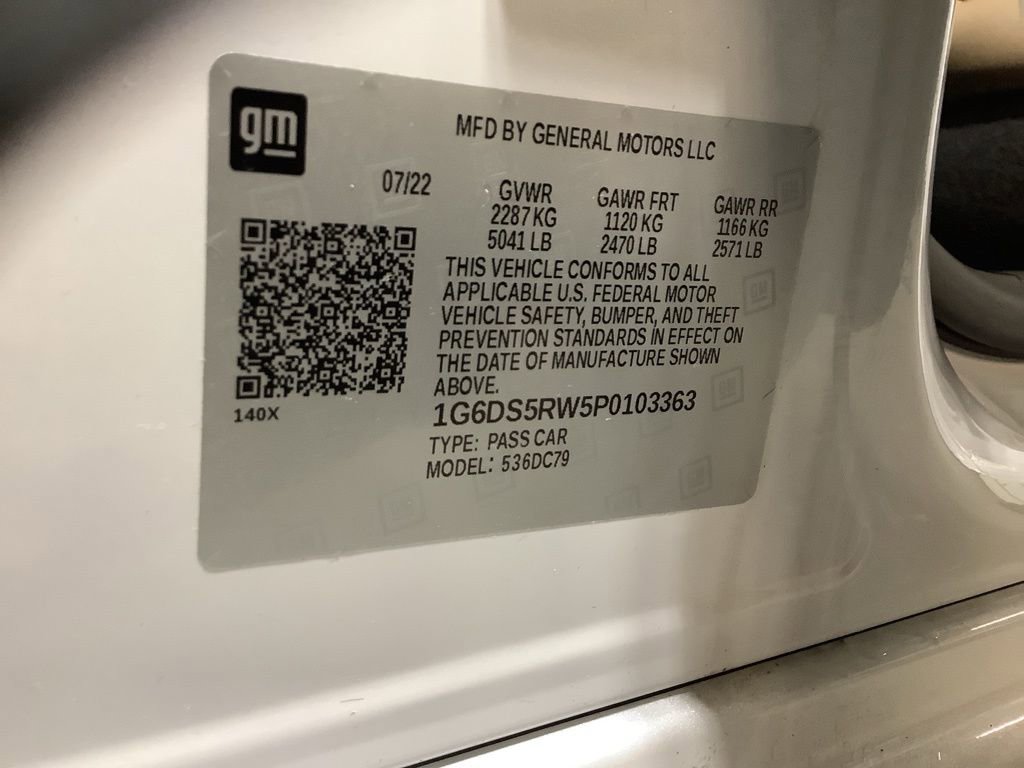 gm
MFD BY GENERAL MOTORS LLC
07/22
GVWR GAWR FRT GAWR RR
2287 KG 1120 KG 1166 KG
5041 LB 2470 LB 2571 LB
THIS VEHICLE CONFORMS TO ALL
APPLICABLE U.S. FEDERAL MOTOR
VEHICLE SAFETY, BUMPER, AND THEFT
PREVENTION STANDARDS IN EFFECT ON
THE DATE OF MANUFACTURE SHOWN
ABOVE.
140X
1G6DS5RW5P0103363
TYPE: PASS CAR
MODEL: 536DC79